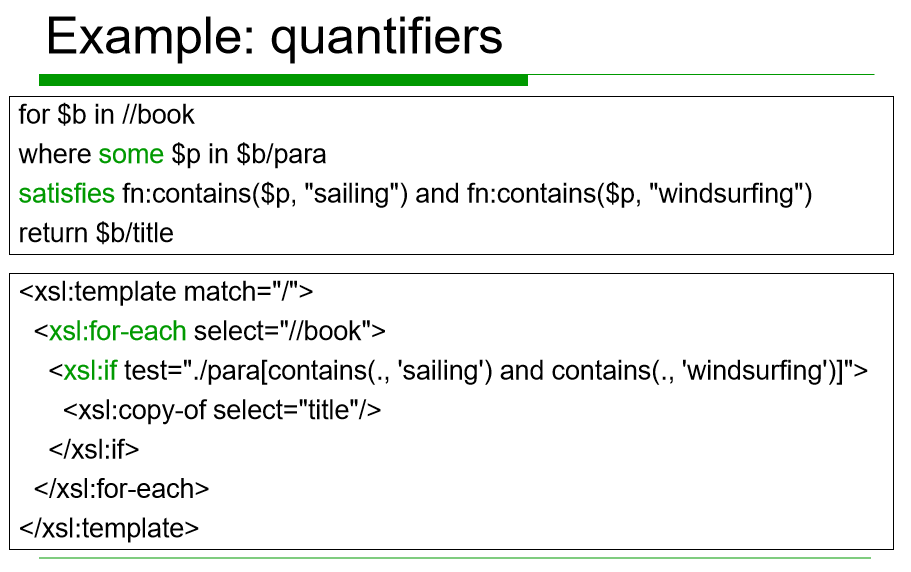 Example: quantifiers
for $b in //book
where some $p in $b/para
satisfies fn:contains($p, "sailing") and fn:contains($p, "windsurfing")
return $b/title
<xsl:template match="/">
<xsl:for-each select="//book">
<xsl:if test="./para[contains(., 'sailing') and contains(., 'windsurfing')]">
<xsl:copy-of select="title"/>
</xsl:if>
</xsl:for-each>
</xsl:template>